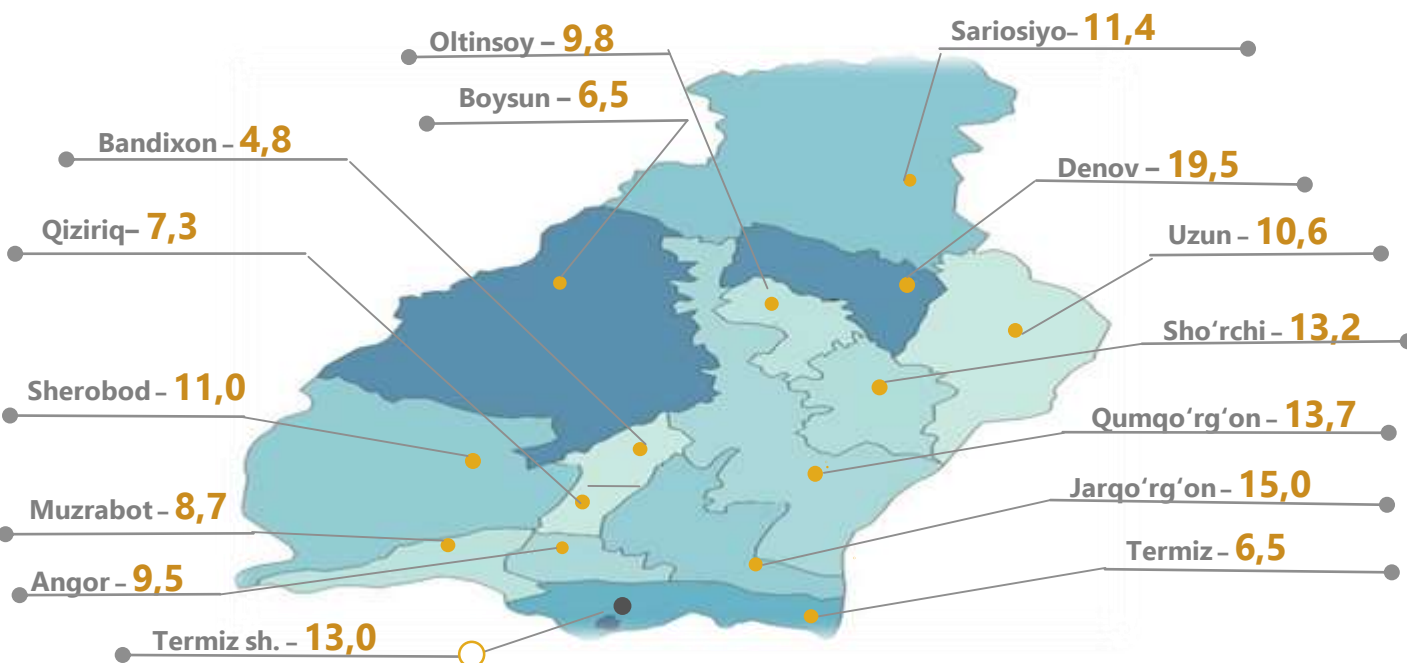 Oltinsoy – 9,8
Sariosiyo– 11,4
Boysun – 6,5
Bandixon – 4,8
Denov – 19,5
Qiziriq– 7,3
Uzun – 10,6
Sho‘rchi – 13,2
Sherobod – 11,0
Qumqo‘rg‘on – 13,7
Jarqo‘rg‘on – 15,0
Muzrabot – 8,7
Termiz – 6,5
Angor – 9,5
Termiz sh. – 13,0